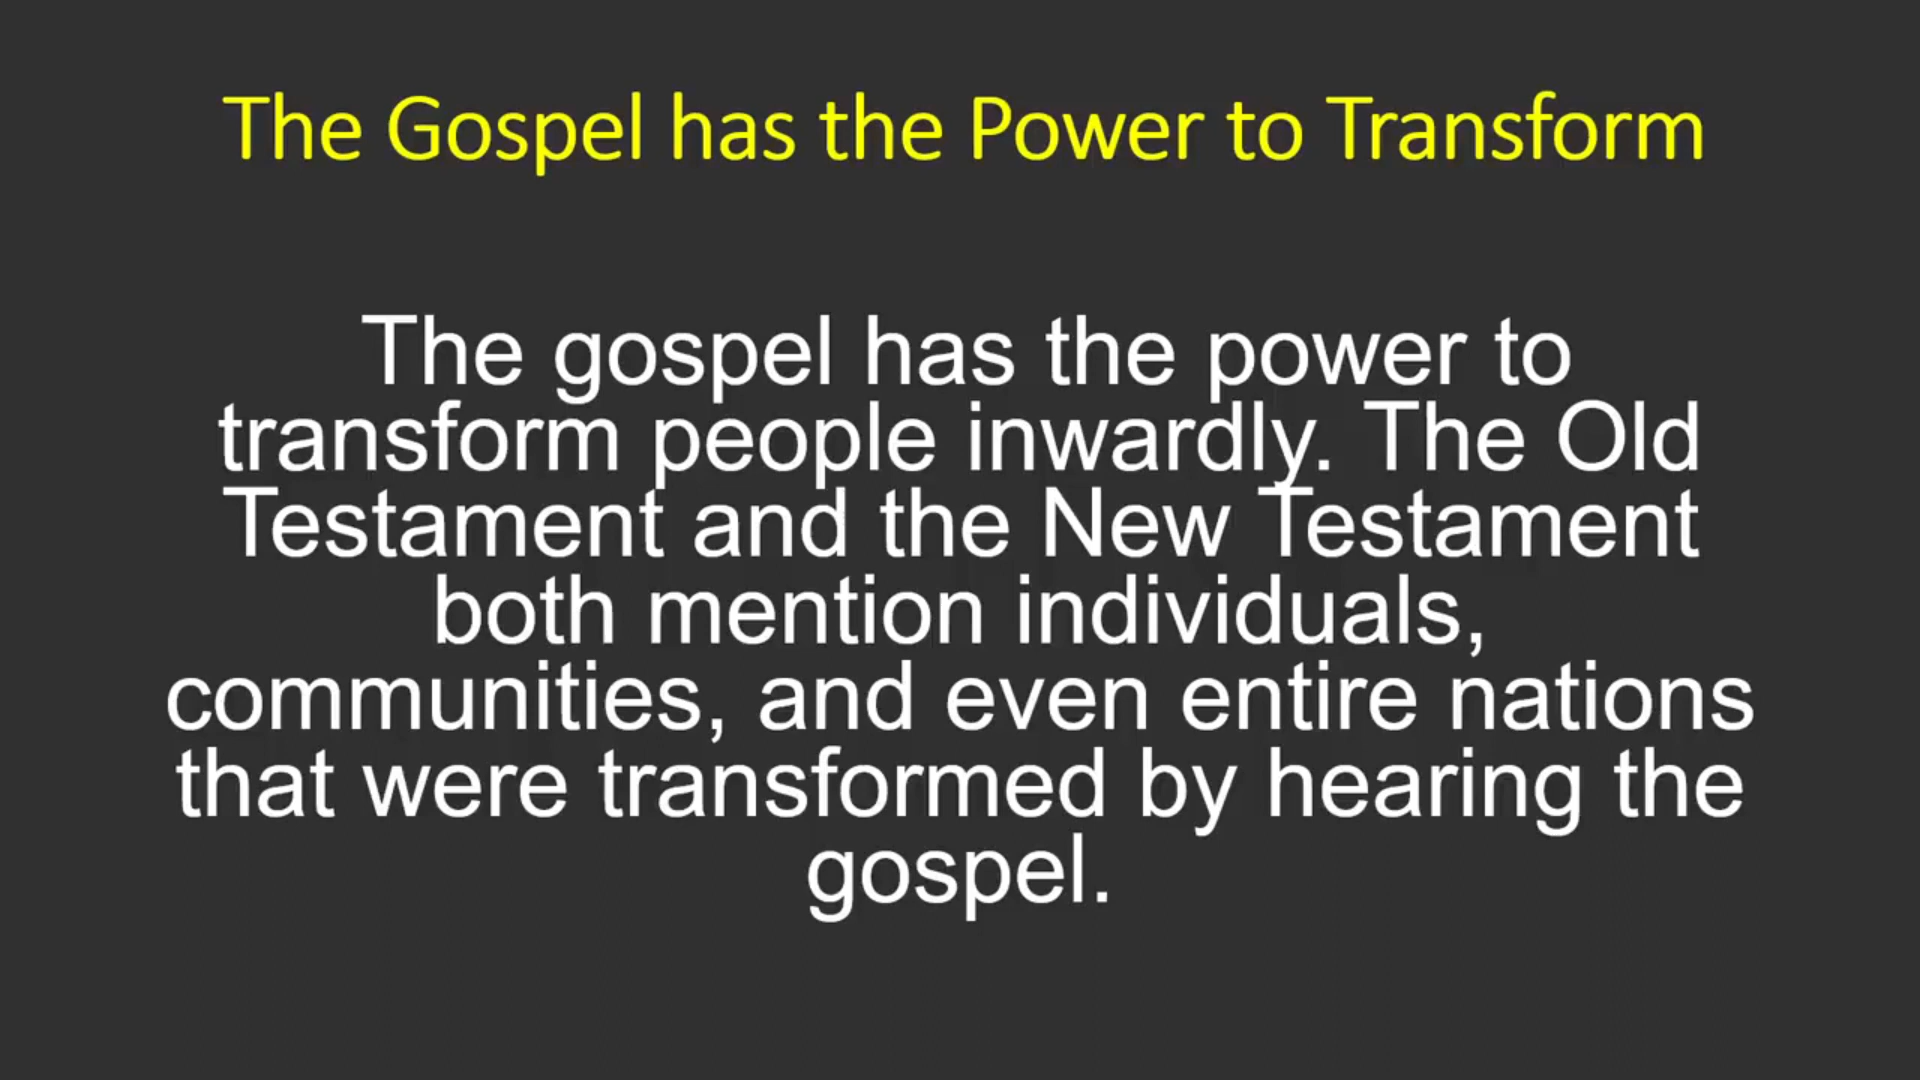 The Gospel has the Power to Transform
The gospel has the power to
transform people inwardly. The Old
Testament and the New Testament
both mention individuals,
communities, and even entire nations
that were transformed by hearing the
gospel.